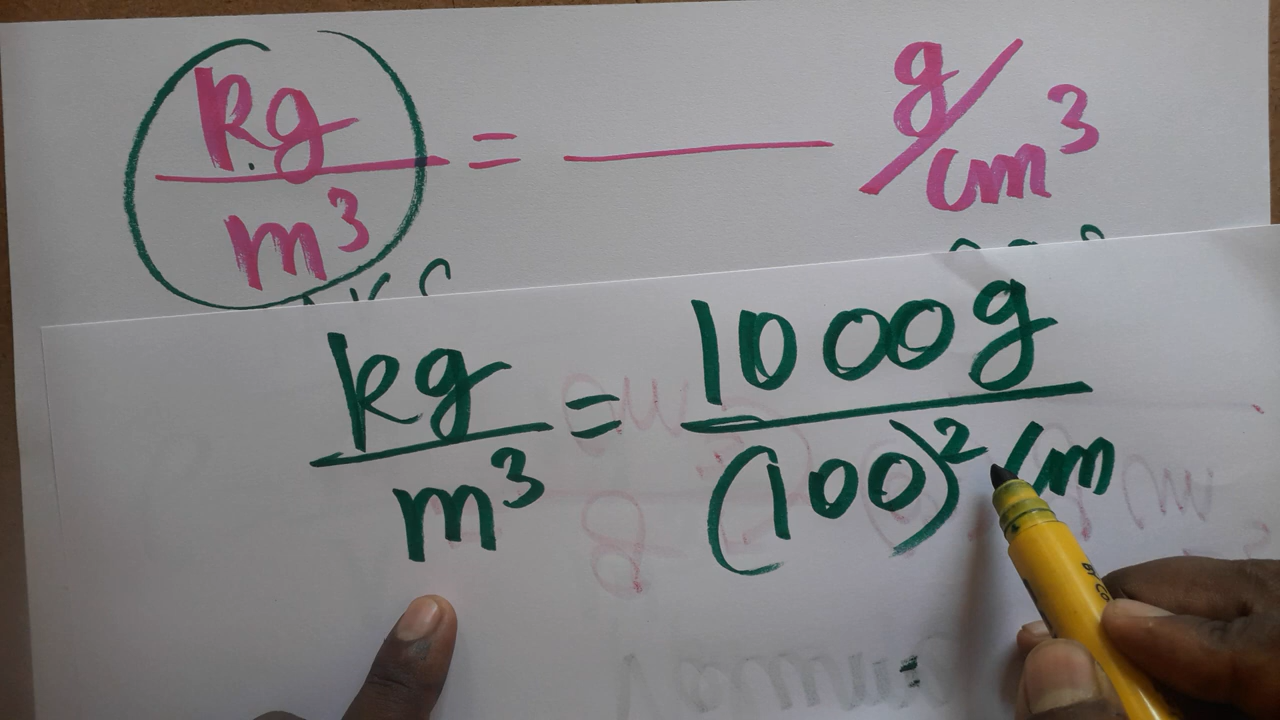 kg/m³ = ____ g/cm³
kg/m³ = 1000g/(100)² cm